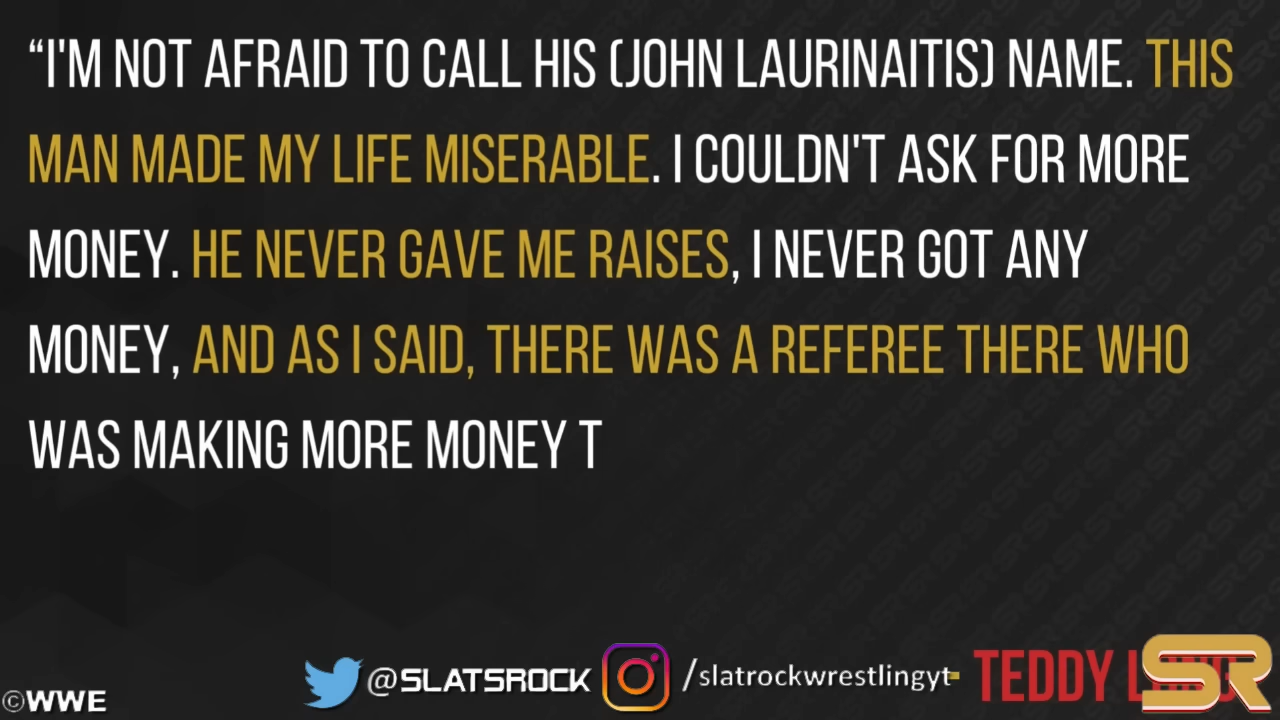 “I'M NOT AFRAID TO CALL HIS (JOHN LAURINAITIS) NAME. THIS
MAN MADE MY LIFE MISERABLE. I COULDN'T ASK FOR MORE
MONEY. HE NEVER GAVE ME RAISES, I NEVER GOT ANY
MONEY, AND AS I SAID, THERE WAS A REFEREE THERE WHO
WAS MAKING MORE MONEY T
©WWE @SLATSROCK /slatrockwrestlingyt - TEDDY SR